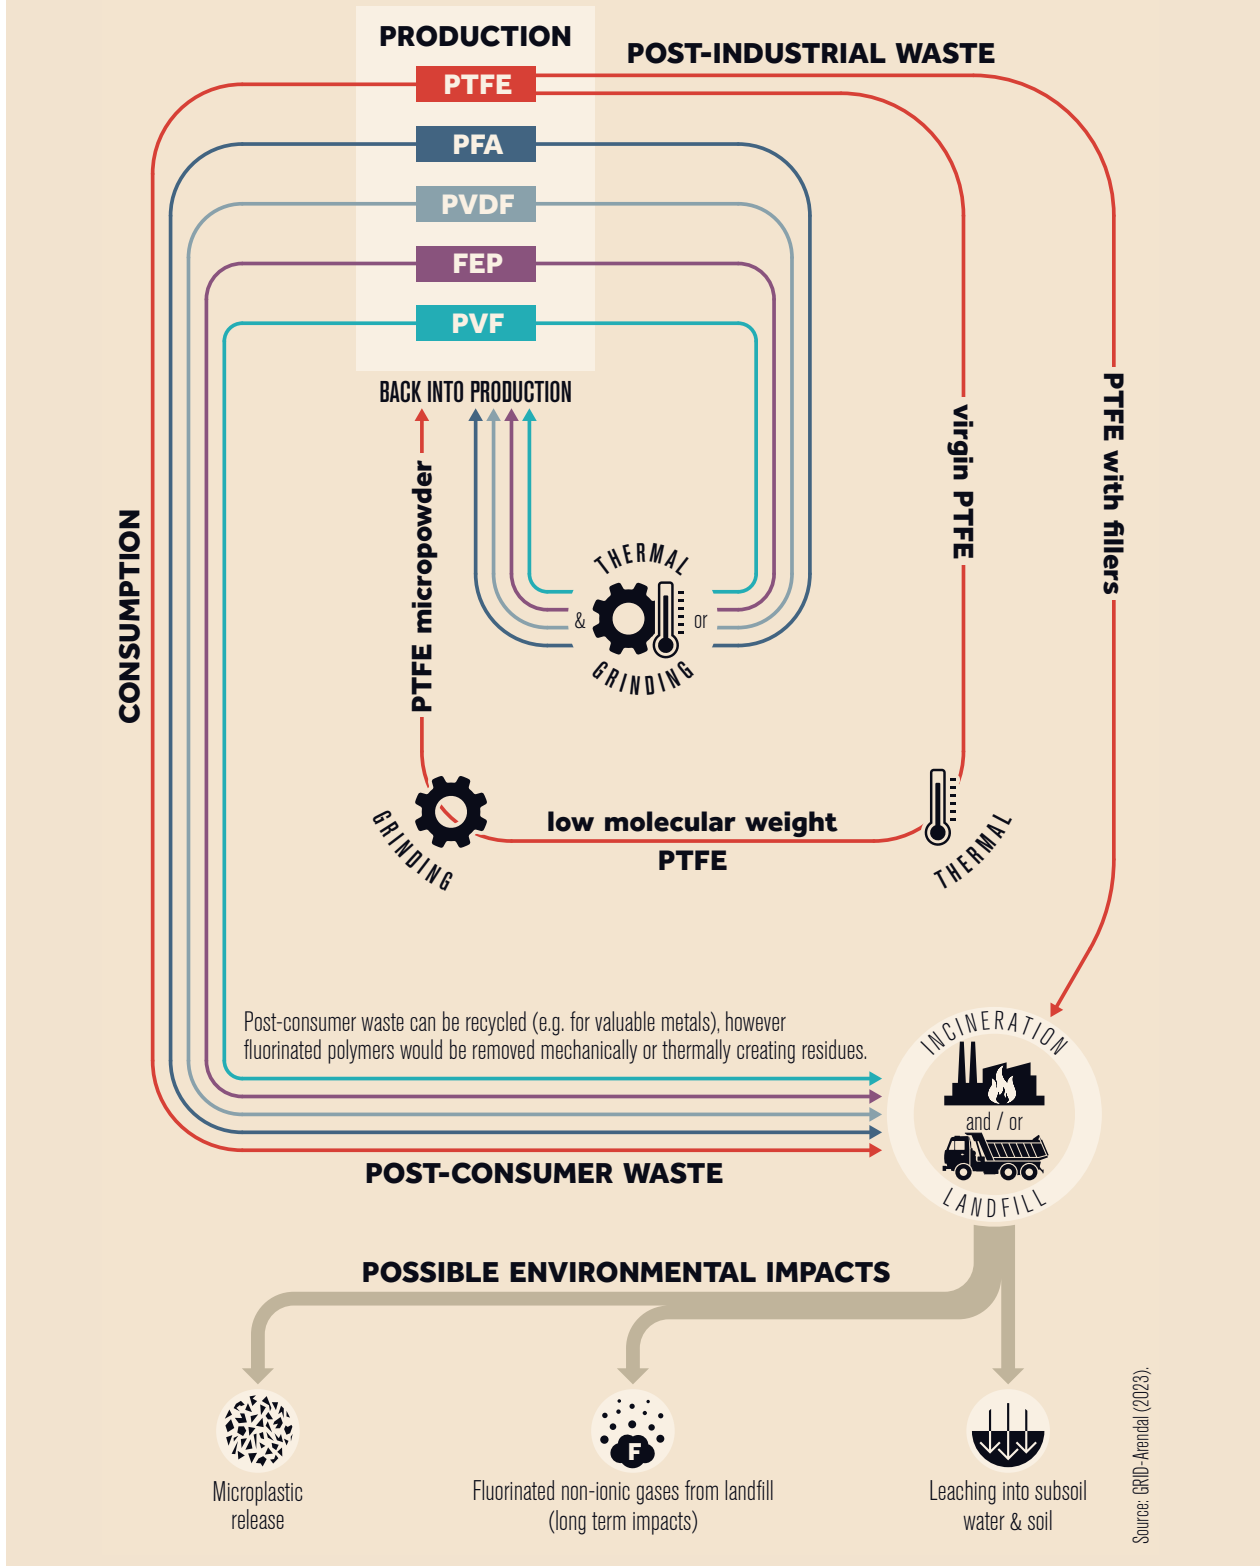 PRODUCTION
POST-INDUSTRIAL WASTE
PTFE
PFA
PVDF
FEP
PVF
BACK INTO PRODUCTION
CONSUMPTION
PTFE micropowder
virgin PTFE
PTFE with fillers
THERMAL
& or
GRINDING
GRINDING
low molecular weight
PTFE
THERMAL
Post-consumer waste can be recycled (e.g. for valuable metals), however
fluorinated polymers would be removed mechanically or thermally creating residues.
INCINERATION
and / or
LANDFILL
POST-CONSUMER WASTE
POSSIBLE ENVIRONMENTAL IMPACTS
F
Microplastic
release
Fluorinated non-ionic gases from landfill
(long term impacts)
Leaching into subsoil
water & soil
Source: GRID-Arendal (2023).